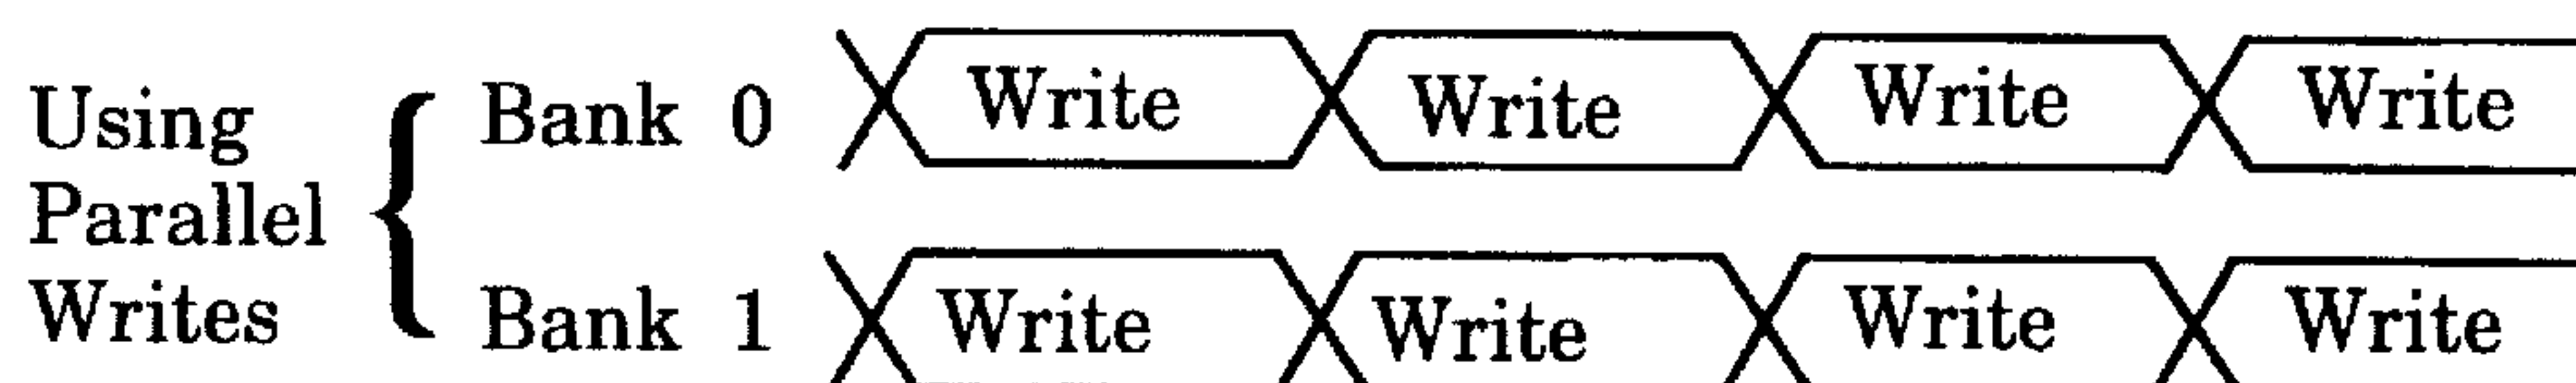 Using
Parallel
Writes
Bank 0 Write Write Write Write
Bank 1 Write Write Write Write